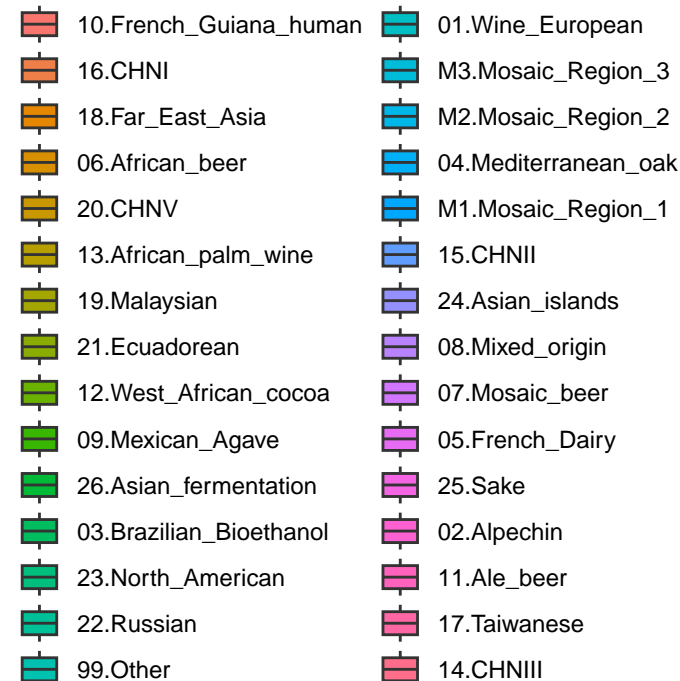 10.French_Guiana_human
16.CHNI
18.Far_East_Asia
06.African_beer
20.CHNV
13.African_palm_wine
19.Malaysian
21.Ecuadorean
12.West_African_cocoa
09.Mexican_Agave
26.Asian_fermentation
03.Brazilian_Bioethanol
23.North_American
22.Russian
99.Other
01.Wine_European
M3.Mosaic_Region_3
M2.Mosaic_Region_2
04.Mediterranean_oak
M1.Mosaic_Region_1
15.CHNII
24.Asian_islands
08.Mixed_origin
07.Mosaic_beer
05.French_Dairy
25.Sake
02.Alpechin
11.Ale_beer
17.Taiwanese
14.CHNIII